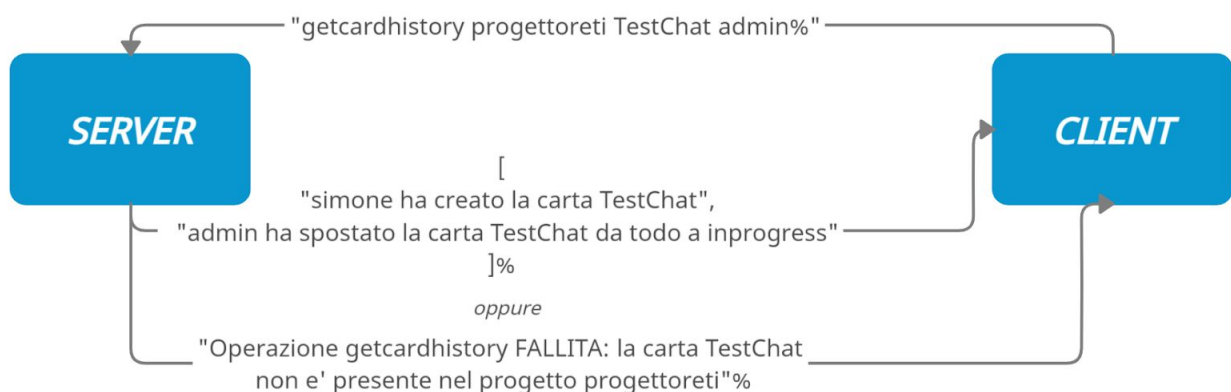 "getcardhistory progettoreti TestChat admin%"
SERVER
CLIENT
[
"simone ha creato la carta TestChat",
"admin ha spostato la carta TestChat da todo a inprogress"
]%
oppure
"Operazione getcardhistory FALLITA: la carta TestChat
non e' presente nel progetto progettoreti"%